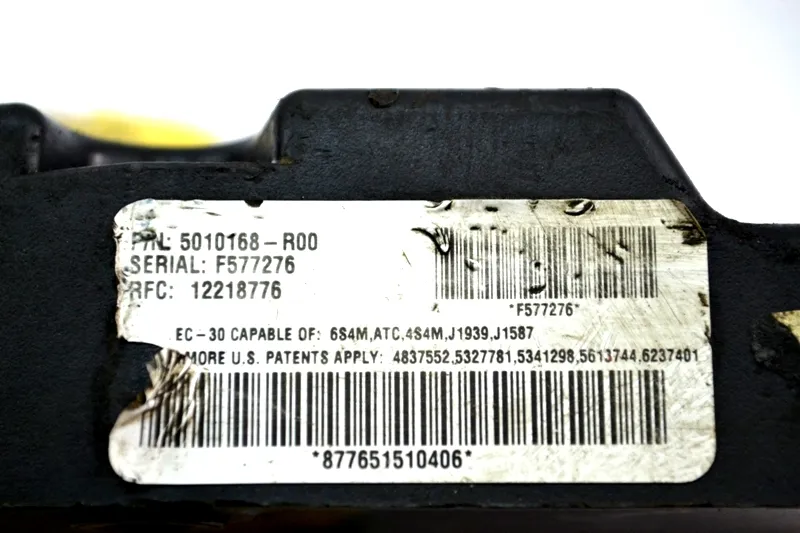 P/N: 5010168-R00
SERIAL: F577276
RFC: 12218776
*F577276*
EC-30 CAPABLE OF: 6S4M,ATC,4S4M,J1939,J1587
MORE U.S. PATENTS APPLY: 4837552,5327781,5341298,5613744,6237401
*877651510406*